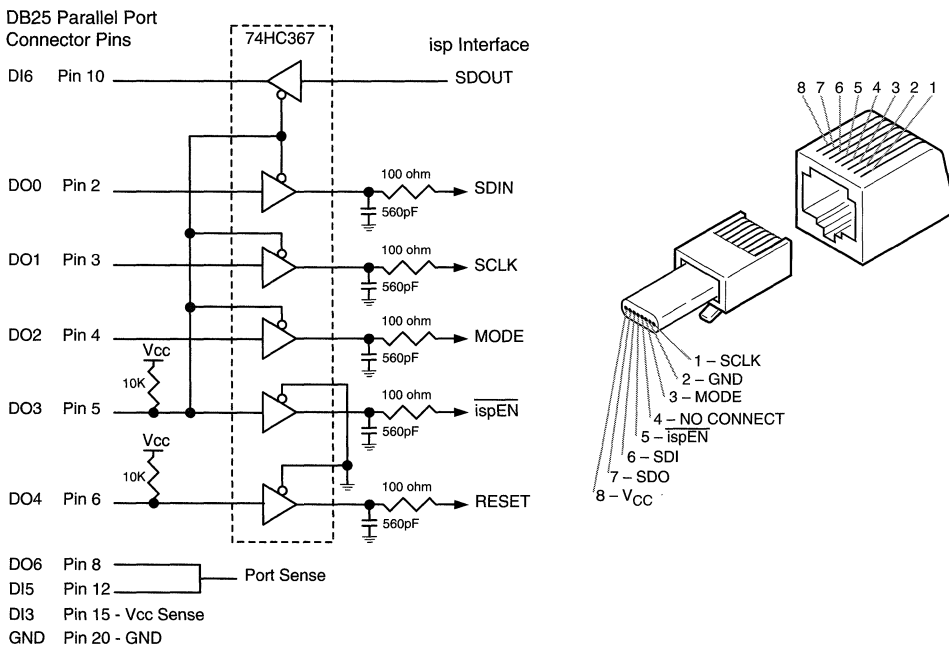 DB25 Parallel Port
Connector Pins
74HC367
isp Interface
DI6 Pin 10
SDOUT
DO0 Pin 2
100 ohm
SDIN
560pF
DO1 Pin 3
100 ohm
SCLK
560pF
DO2 Pin 4
100 ohm
MODE
560pF
Vcc
10K
DO3 Pin 5
100 ohm
ispEN
560pF
Vcc
10K
DO4 Pin 6
100 ohm
RESET
560pF
DO6 Pin 8
DI5 Pin 12
Port Sense
DI3 Pin 15 - Vcc Sense
GND Pin 20 - GND
8 7 6 5 4 3 2 1
1 – SCLK
2 – GND
3 – MODE
4 – NO CONNECT
5 – ispEN
6 – SDI
7 – SDO
8 – VCC